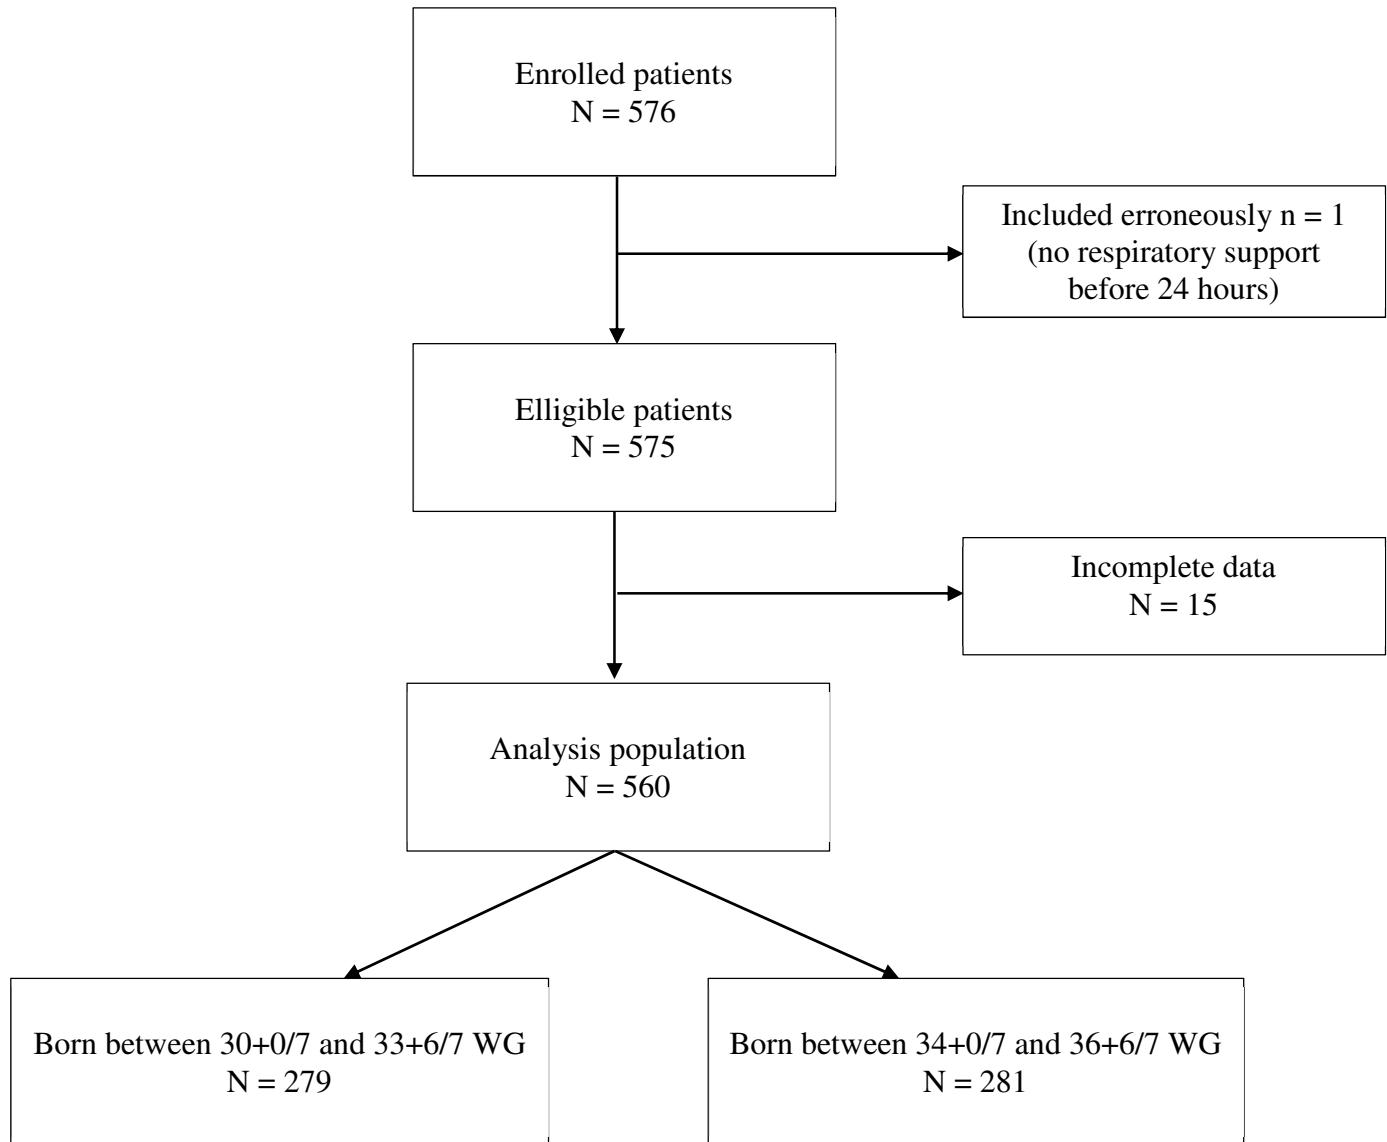 Enrolled patients
N = 576
Included erroneously n = 1
(no respiratory support
before 24 hours)
Elligible patients
N = 575
Incomplete data
N = 15
Analysis population
N = 560
Born between 30+0/7 and 33+6/7 WG
N = 279
Born between 34+0/7 and 36+6/7 WG
N = 281